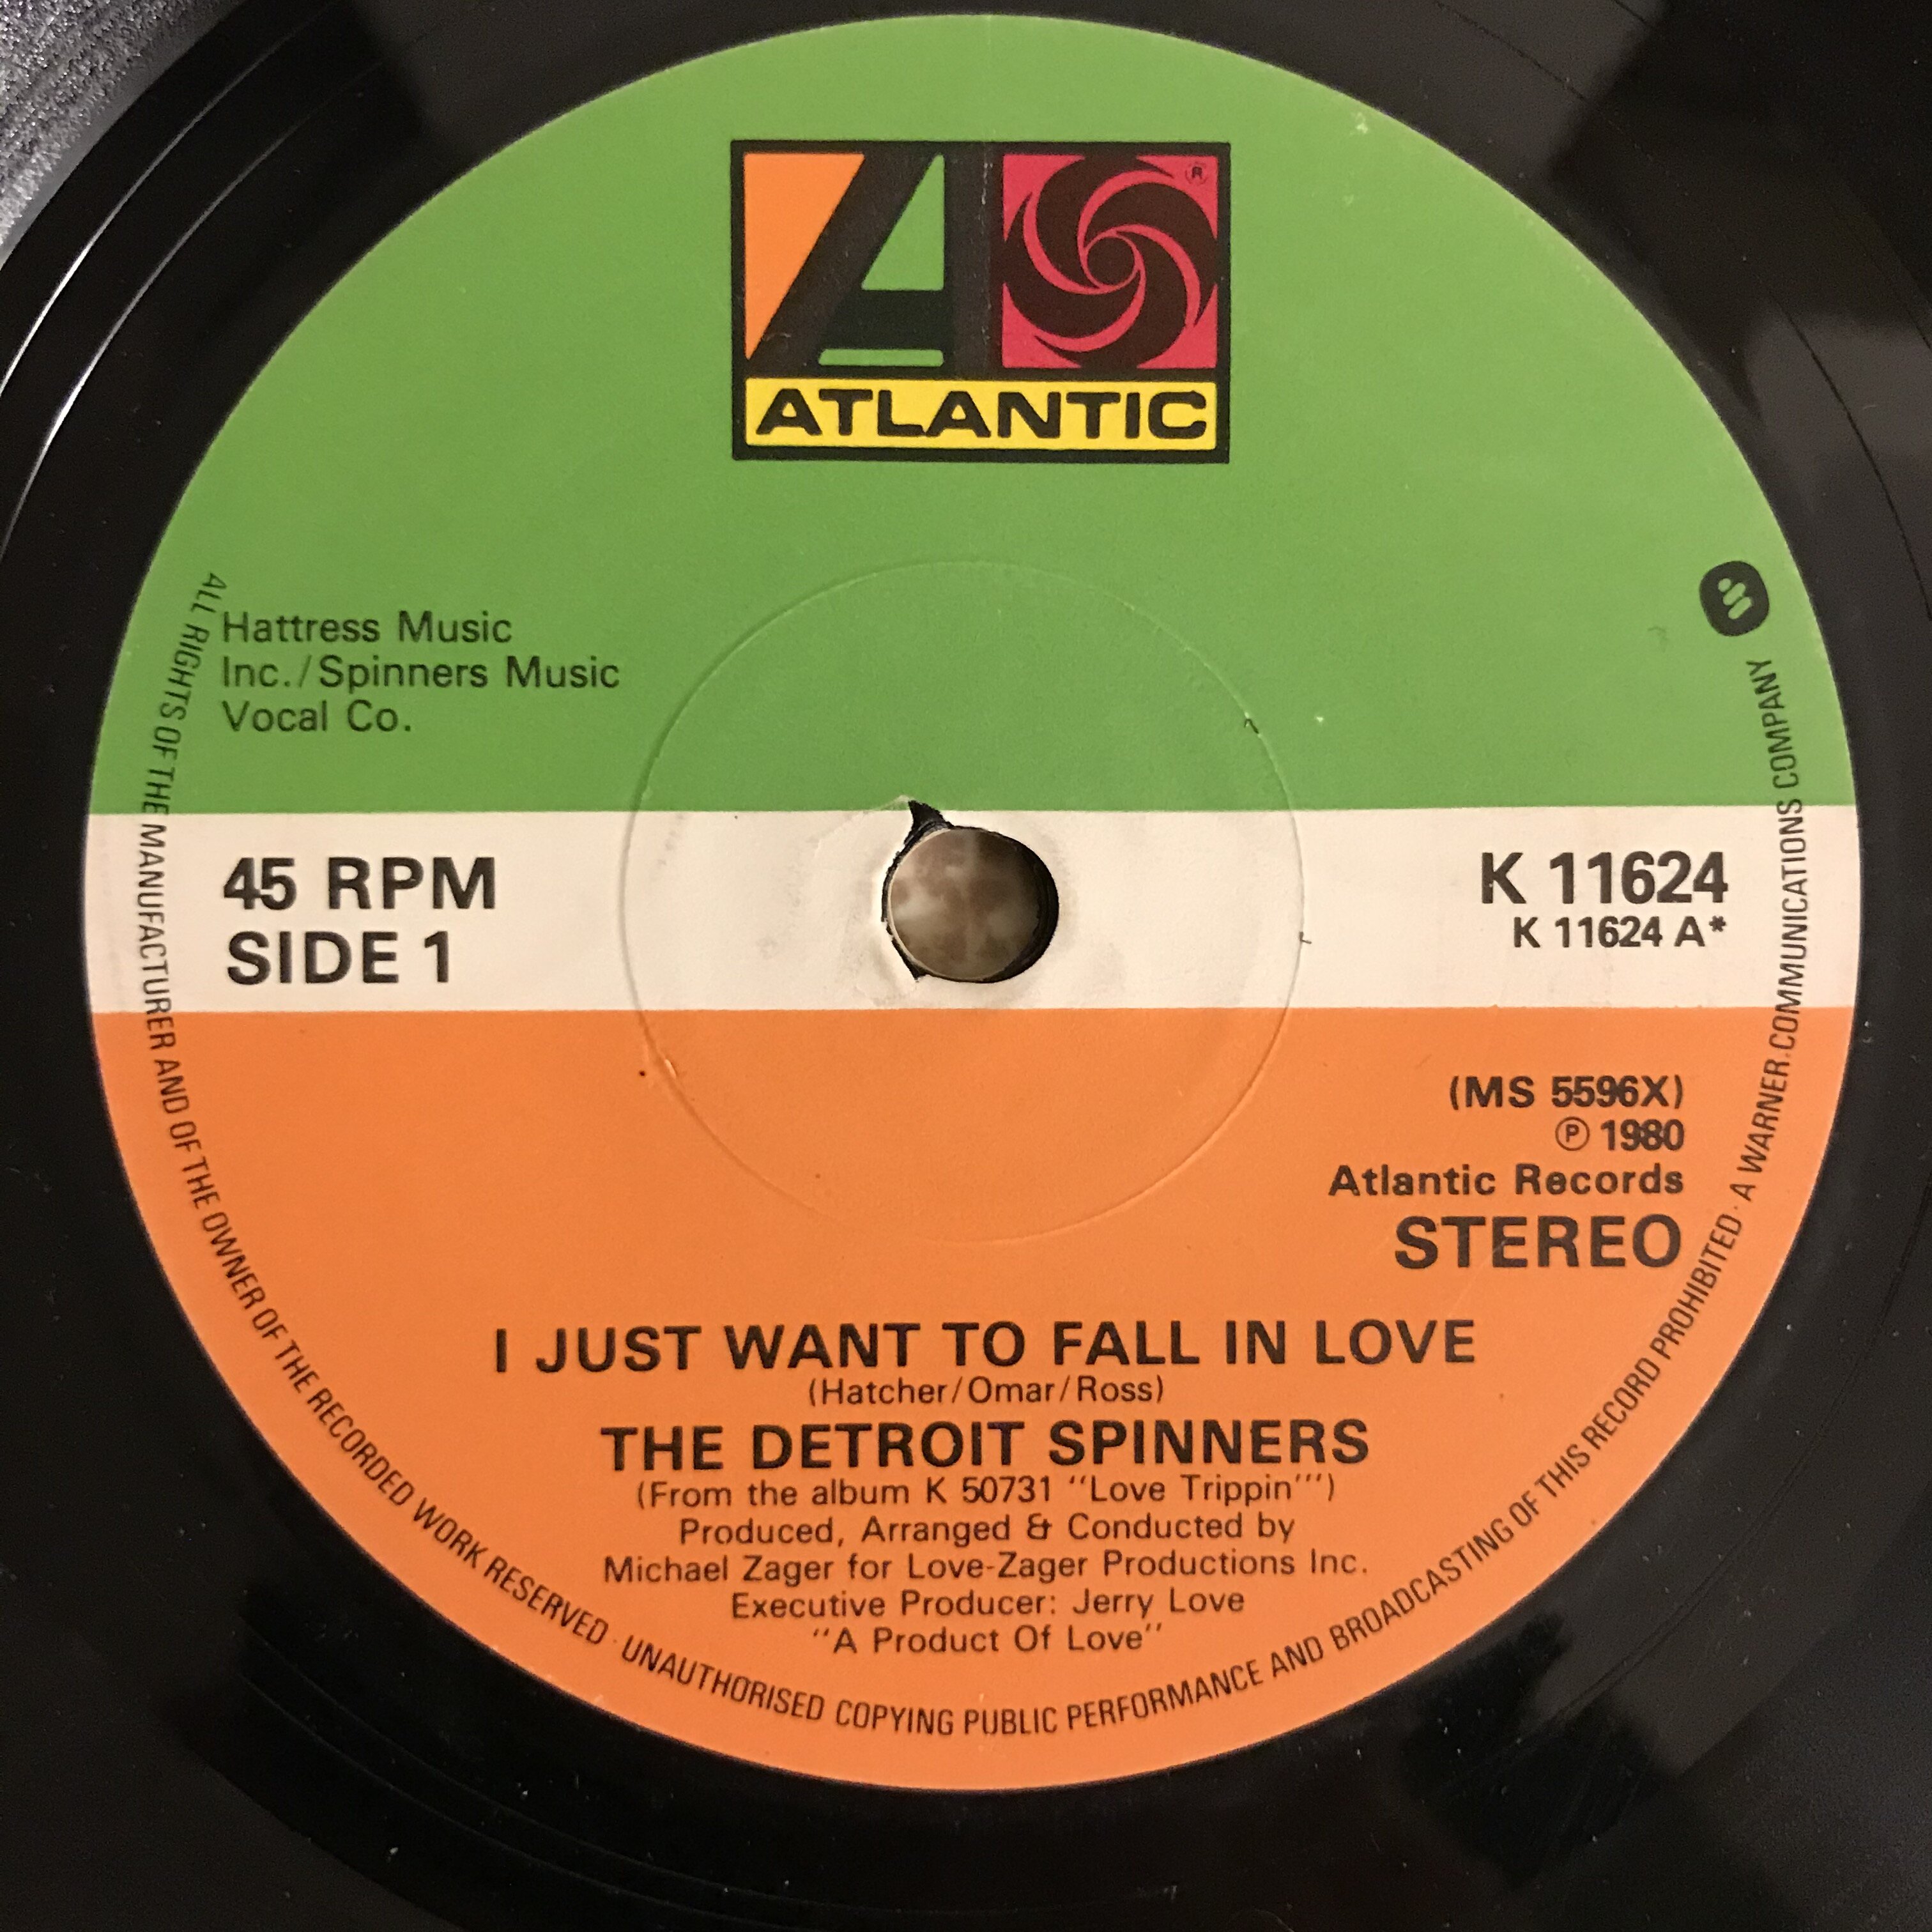 ATLANTIC
®
Hattress Music
Inc./Spinners Music
Vocal Co.
45 RPM
SIDE 1
K 11624
K 11624 A*
(MS 5596X)
℗ 1980
Atlantic Records
STEREO
I JUST WANT TO FALL IN LOVE
(Hatcher/Omar/Ross)
THE DETROIT SPINNERS
(From the album K 50731 "Love Trippin'")
Produced, Arranged & Conducted by
Michael Zager for Love-Zager Productions Inc.
Executive Producer: Jerry Love
"A Product Of Love"
ALL RIGHTS OF THE MANUFACTURER AND OF THE OWNER OF THE RECORDED WORK RESERVED · UNAUTHORISED COPYING PUBLIC PERFORMANCE AND BROADCASTING OF THIS RECORD PROHIBITED · A WARNER COMMUNICATIONS COMPANY